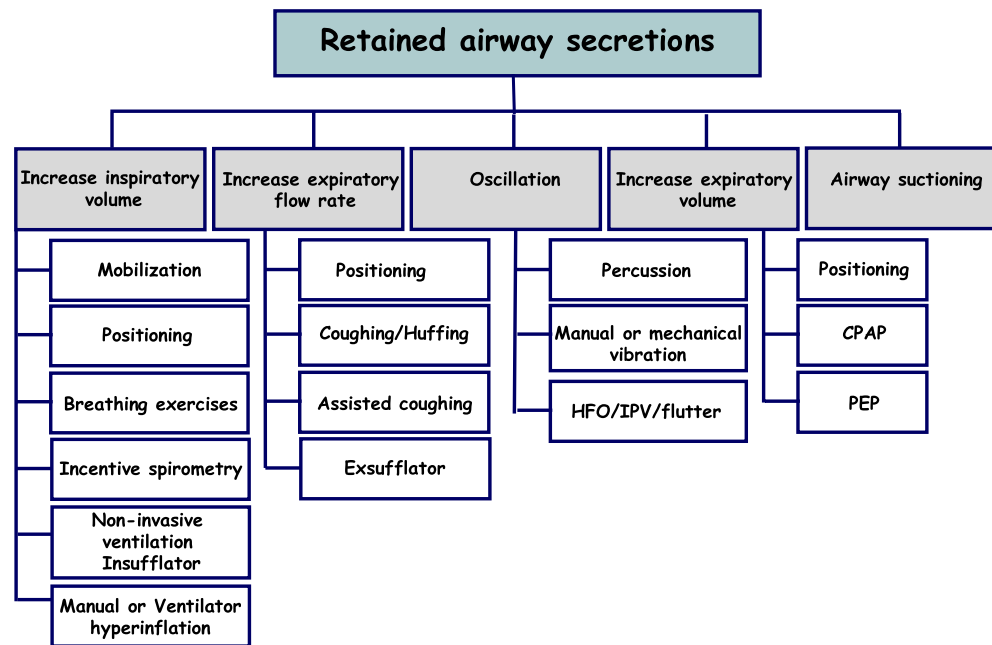 Retained airway secretions
Increase inspiratory
volume
Mobilization
Positioning
Breathing exercises
Incentive spirometry
Non-invasive
ventilation
Insufflator
Manual or Ventilator
hyperinflation
Increase expiratory
flow rate
Positioning
Coughing/Huffing
Assisted coughing
Exsufflator
Oscillation
Percussion
Manual or mechanical
vibration
HFO/IPV/flutter
Increase expiratory
volume
Positioning
CPAP
PEP
Airway suctioning